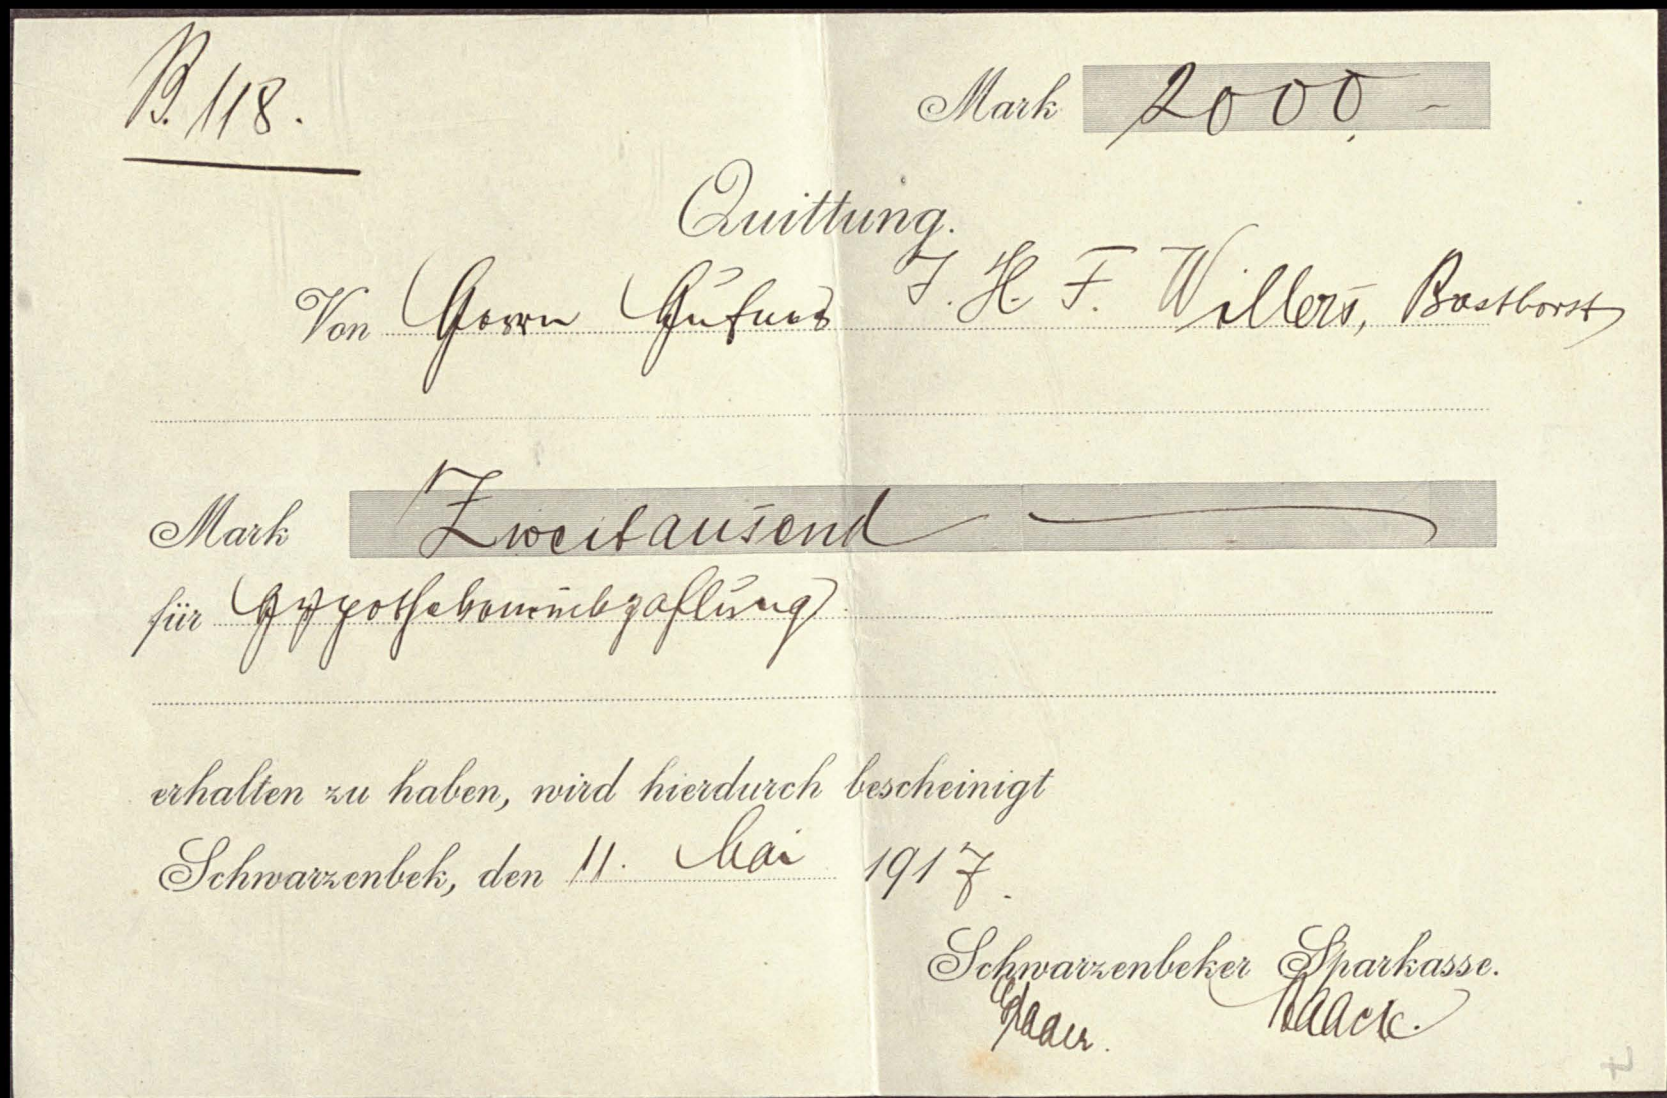 B. 118.
Mark 2000.-
Quittung.
Von Herrn Hufner J. H. F. Willers, Basthorst
Mark Zweitausend
für Hypothekenrückzahlung
erhalten zu haben, wird hierdurch bescheinigt
Schwarzenbek, den 11. Mai 1917.
Schwarzenbeker Sparkasse.